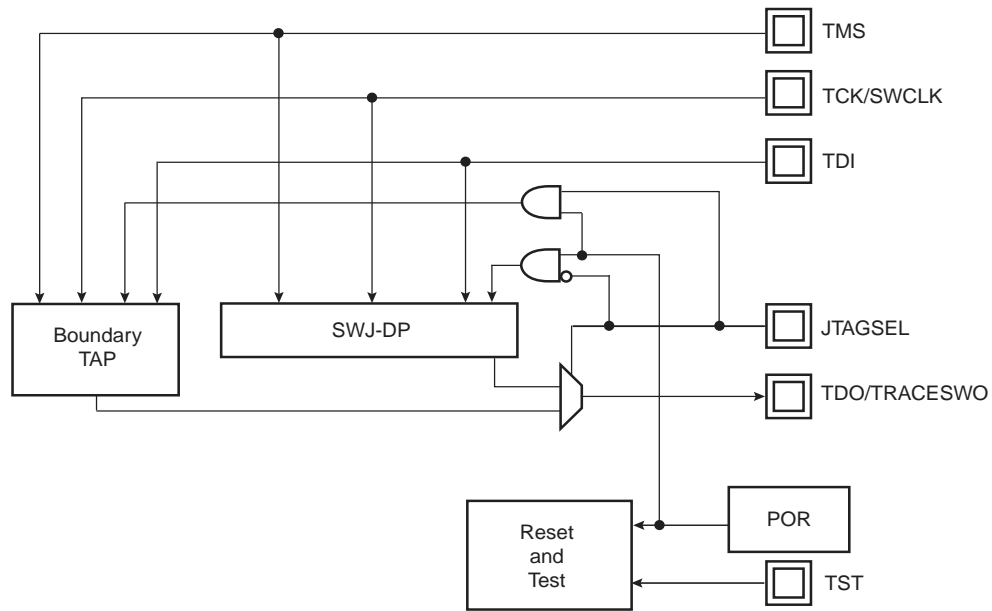 TMS
TCK/SWCLK
TDI
Boundary
TAP
SWJ-DP
JTAGSEL
TDO/TRACESWO
POR
Reset
and
Test
TST